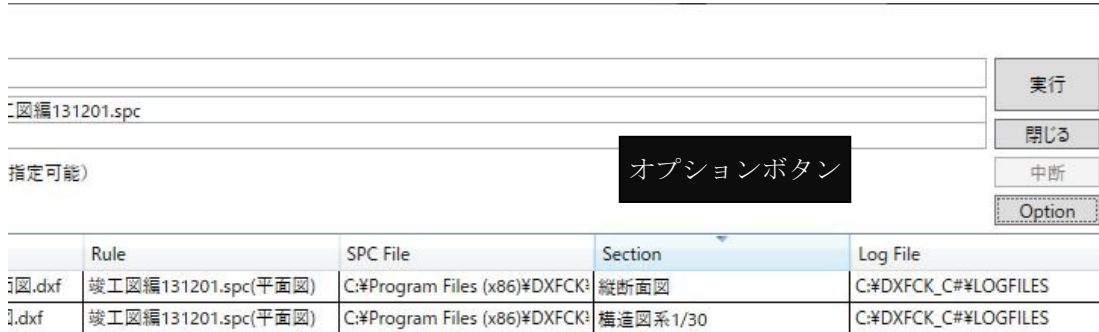 実行
工図編131201.spc
閉じる
オプションボタン
指定可能）
中断
Option
Rule SPC File Section Log File
面図.dxf 竣工図編131201.spc(平面図) C:¥Program Files (x86)¥DXFCK¥ 縦断面図 C:¥DXFCK_C#¥LOGFILES
.dxf 竣工図編131201.spc(平面図) C:¥Program Files (x86)¥DXFCK¥ 構造図系1/30 C:¥DXFCK_C#¥LOGFILES